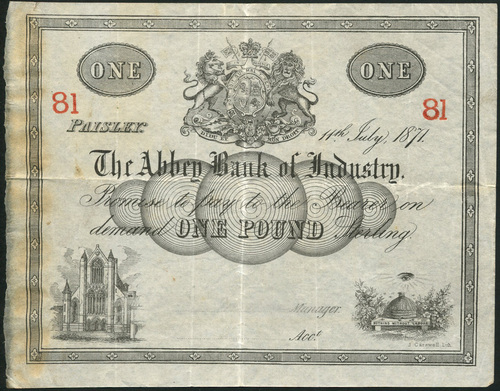 ONE ONE
81 81
PAISLEY.
11th July, 1871.
The Abbey Bank of Industry.
Promise to pay to the Bearer on
demand ONE POUND Sterling
Manager.
Acct.